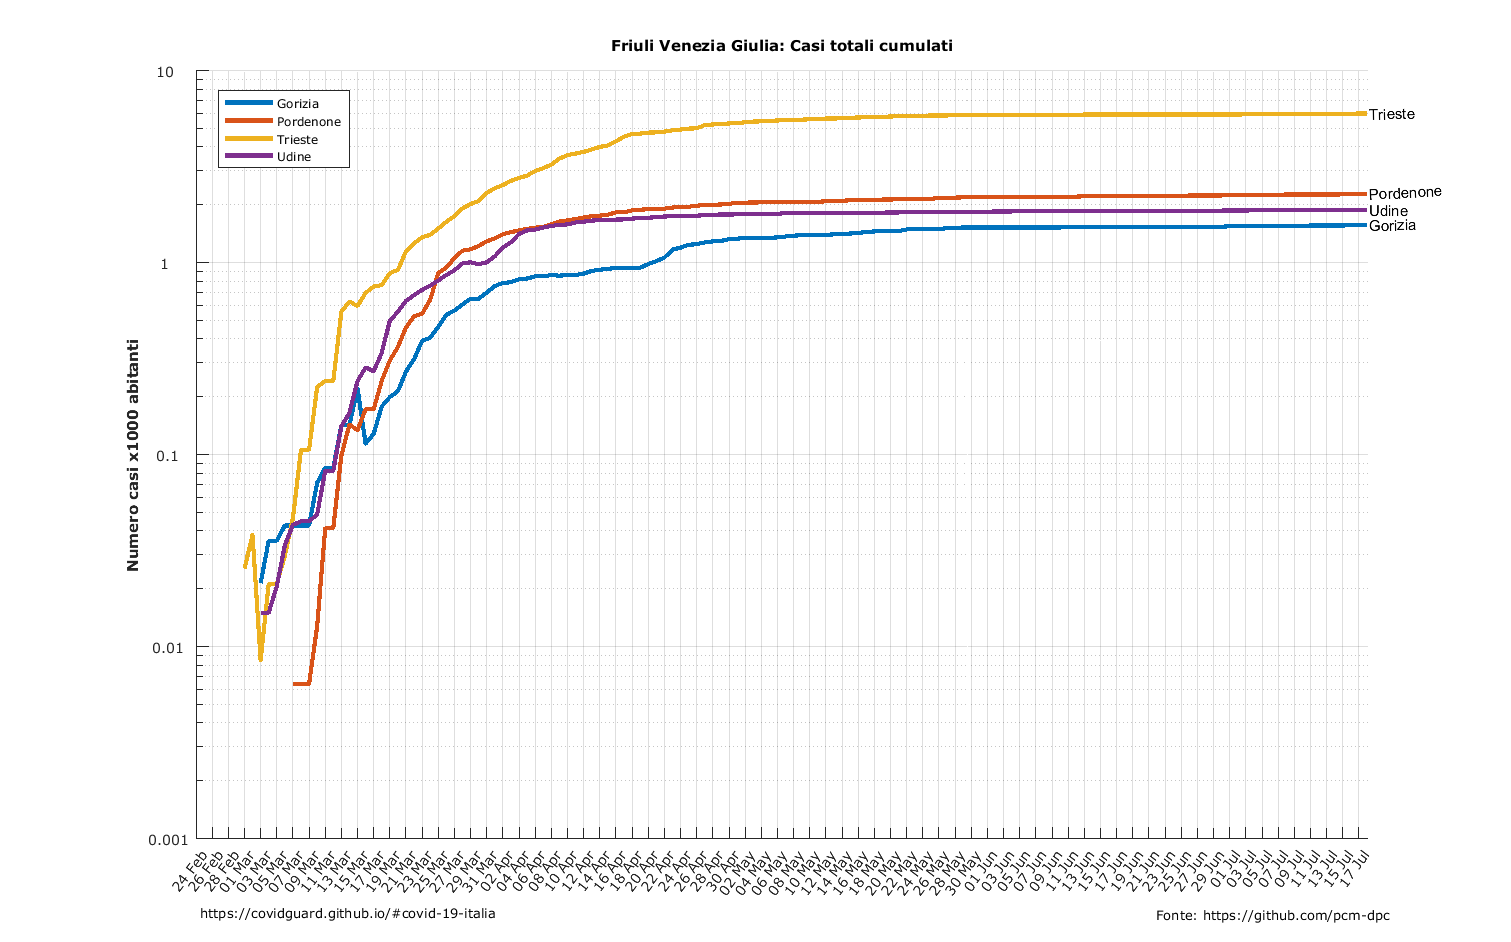 Friuli Venezia Giulia: Casi totali cumulati
10
1
0.1
0.01
0.001
Numero casi x1000 abitanti
Gorizia
Pordenone
Trieste
Udine
Trieste
Pordenone
Udine
Gorizia
24 Feb
26 Feb
28 Feb
01 Mar
03 Mar
05 Mar
07 Mar
09 Mar
11 Mar
13 Mar
15 Mar
17 Mar
19 Mar
21 Mar
23 Mar
25 Mar
27 Mar
29 Mar
31 Mar
02 Apr
04 Apr
06 Apr
08 Apr
10 Apr
12 Apr
14 Apr
16 Apr
18 Apr
20 Apr
22 Apr
24 Apr
26 Apr
28 Apr
30 Apr
02 May
04 May
06 May
08 May
10 May
12 May
14 May
16 May
18 May
20 May
22 May
24 May
26 May
28 May
30 May
01 Jun
03 Jun
05 Jun
07 Jun
09 Jun
11 Jun
13 Jun
15 Jun
17 Jun
19 Jun
21 Jun
23 Jun
25 Jun
27 Jun
29 Jun
01 Jul
03 Jul
05 Jul
07 Jul
09 Jul
11 Jul
13 Jul
15 Jul
17 Jul
https://covidguard.github.io/#covid-19-italia
Fonte: https://github.com/pcm-dpc